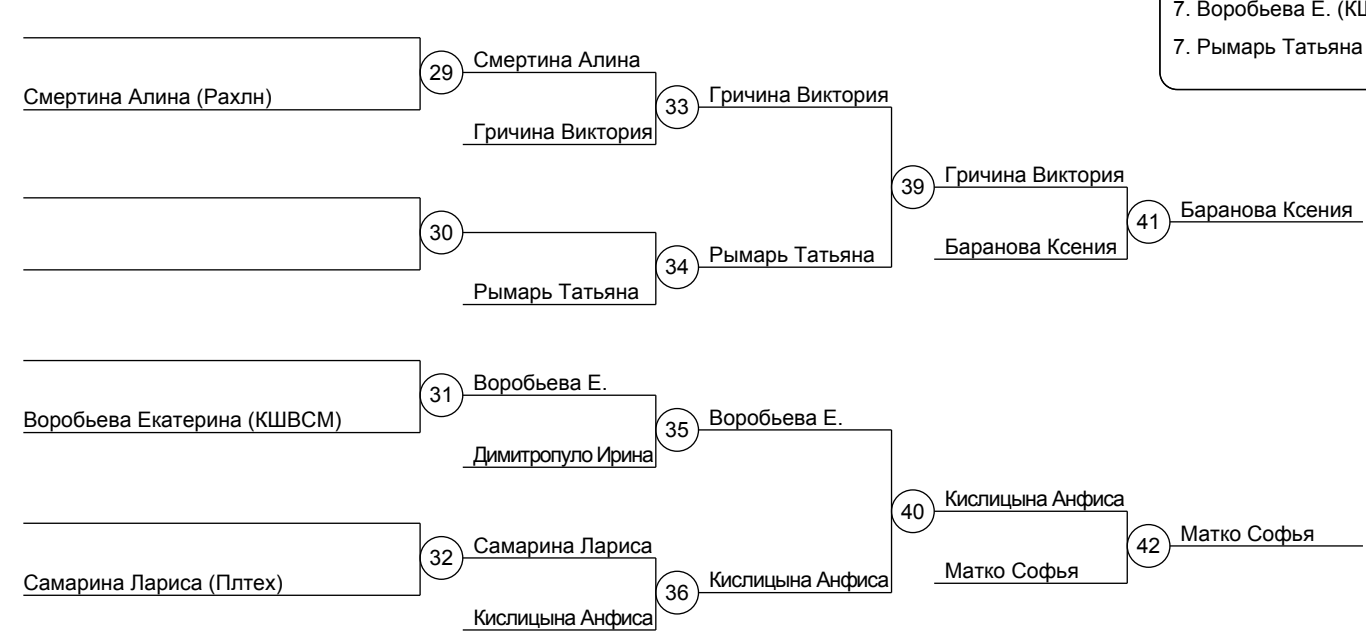 7. Воробьева Е. (КШ
7. Рымарь Татьяна
29
Смертина Алина
Смертина Алина (Рахлн)
33
Гричина Виктория
Гричина Виктория
39
Гричина Виктория
41
Баранова Ксения
30
34
Рымарь Татьяна
Баранова Ксения
Рымарь Татьяна
31
Воробьева Е.
Воробьева Екатерина (КШВСМ)
35
Воробьева Е.
Димитропуло Ирина
40
Кислицына Анфиса
42
Матко Софья
32
Самарина Лариса
Матко Софья
Самарина Лариса (Плтех)
36
Кислицына Анфиса
Кислицына Анфиса